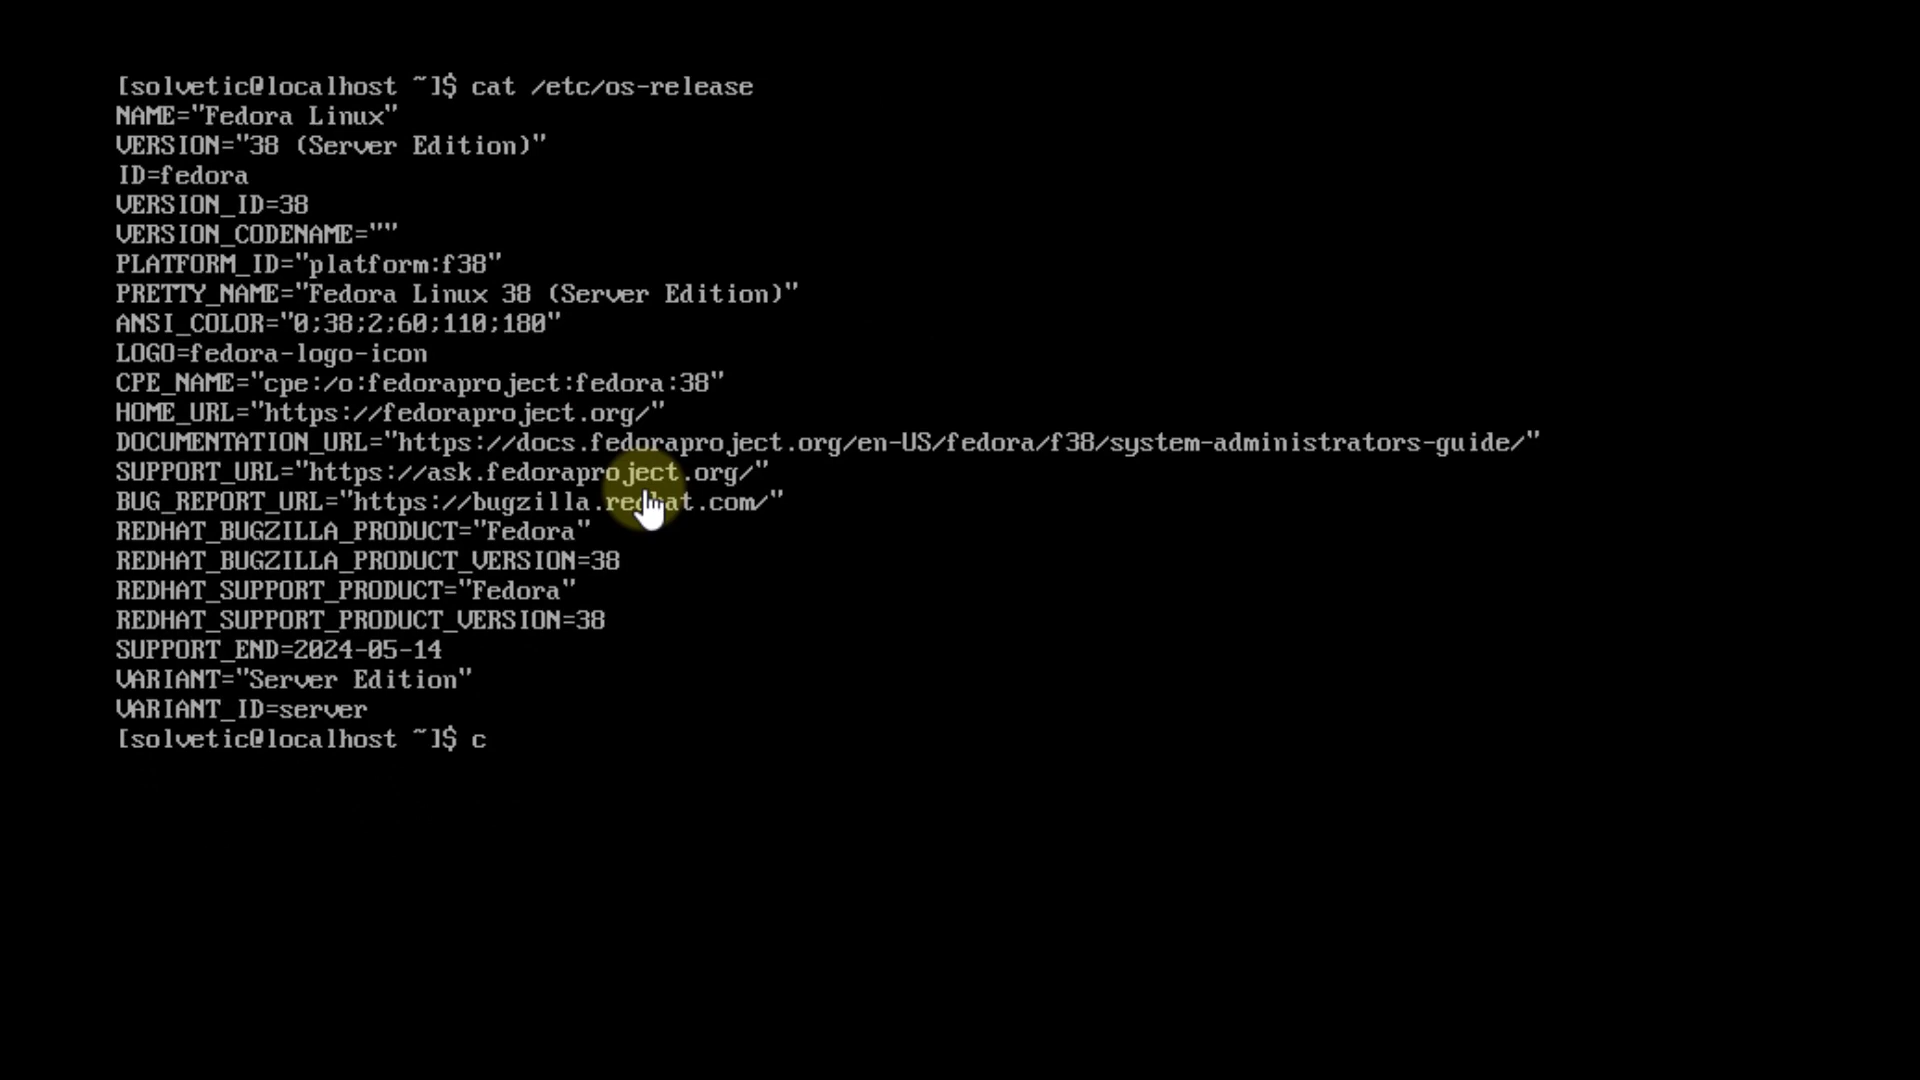 [solvetic@localhost ~]$ cat /etc/os-release
NAME="Fedora Linux"
VERSION="38 (Server Edition)"
ID=fedora
VERSION_ID=38
VERSION_CODENAME=""
PLATFORM_ID="platform:f38"
PRETTY_NAME="Fedora Linux 38 (Server Edition)"
ANSI_COLOR="0;38;2;60;110;180"
LOGO=fedora-logo-icon
CPE_NAME="cpe:/o:fedoraproject:fedora:38"
HOME_URL="https://fedoraproject.org/"
DOCUMENTATION_URL="https://docs.fedoraproject.org/en-US/fedora/f38/system-administrators-guide/"
SUPPORT_URL="https://ask.fedoraproject.org/"
BUG_REPORT_URL="https://bugzilla.redhat.com/"
REDHAT_BUGZILLA_PRODUCT="Fedora"
REDHAT_BUGZILLA_PRODUCT_VERSION=38
REDHAT_SUPPORT_PRODUCT="Fedora"
REDHAT_SUPPORT_PRODUCT_VERSION=38
SUPPORT_END=2024-05-14
VARIANT="Server Edition"
VARIANT_ID=server
[solvetic@localhost ~]$ c